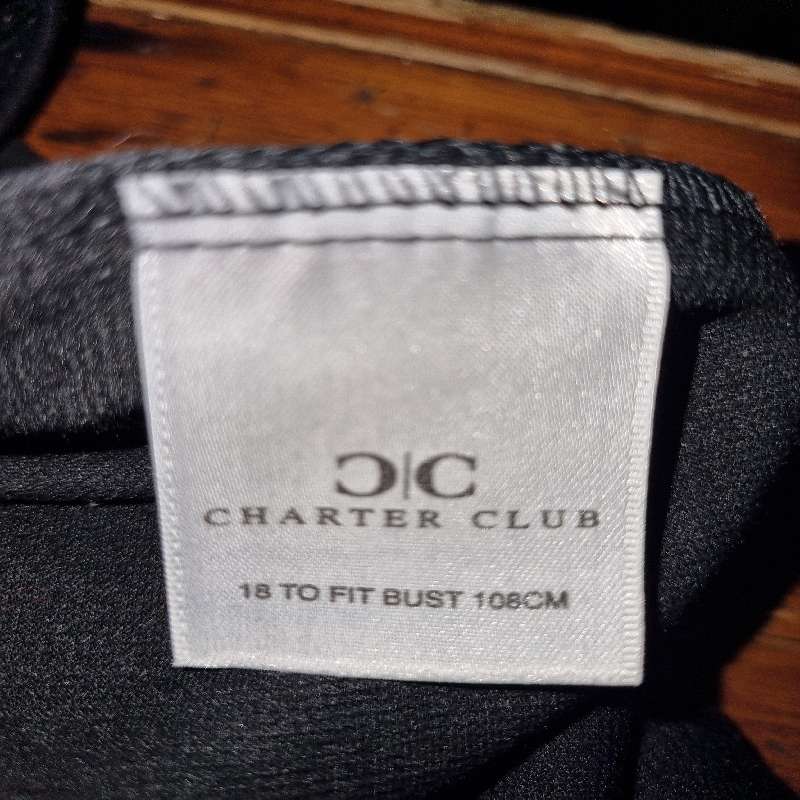 C|C
CHARTER CLUB
18 TO FIT BUST 108CM